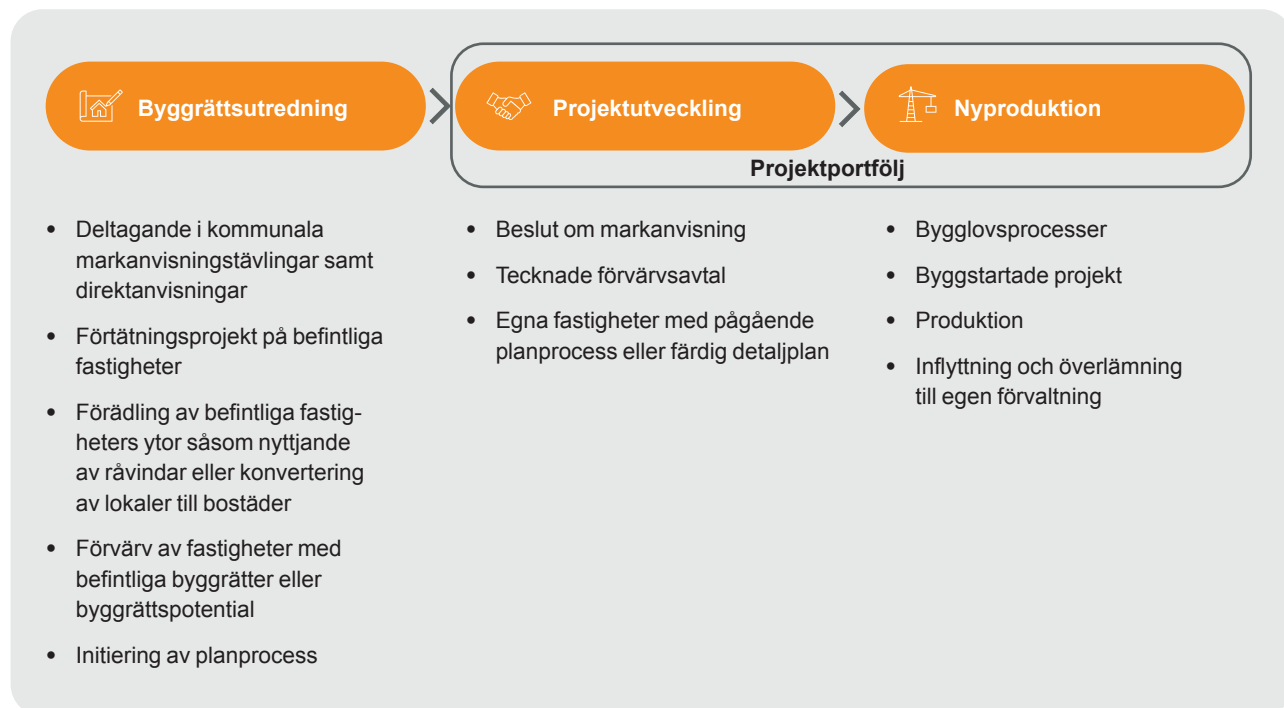 Byggrättsutredning
Projektutveckling
Nyproduktion
Projektportfölj
• Deltagande i kommunala
markanvisningstävlingar samt
direktanvisningar
• Förtätningsprojekt på befintliga
fastigheter
• Förädling av befintliga fastig-
heters ytor såsom nyttjande
av råvindar eller konvertering
av lokaler till bostäder
• Förvärv av fastigheter med
befintliga byggrätter eller
byggrättspotential
• Initiering av planprocess
• Beslut om markanvisning
• Tecknade förvärvsavtal
• Egna fastigheter med pågående
planprocess eller färdig detaljplan
• Bygglovsprocesser
• Byggstartade projekt
• Produktion
• Inflyttning och överlämning
till egen förvaltning